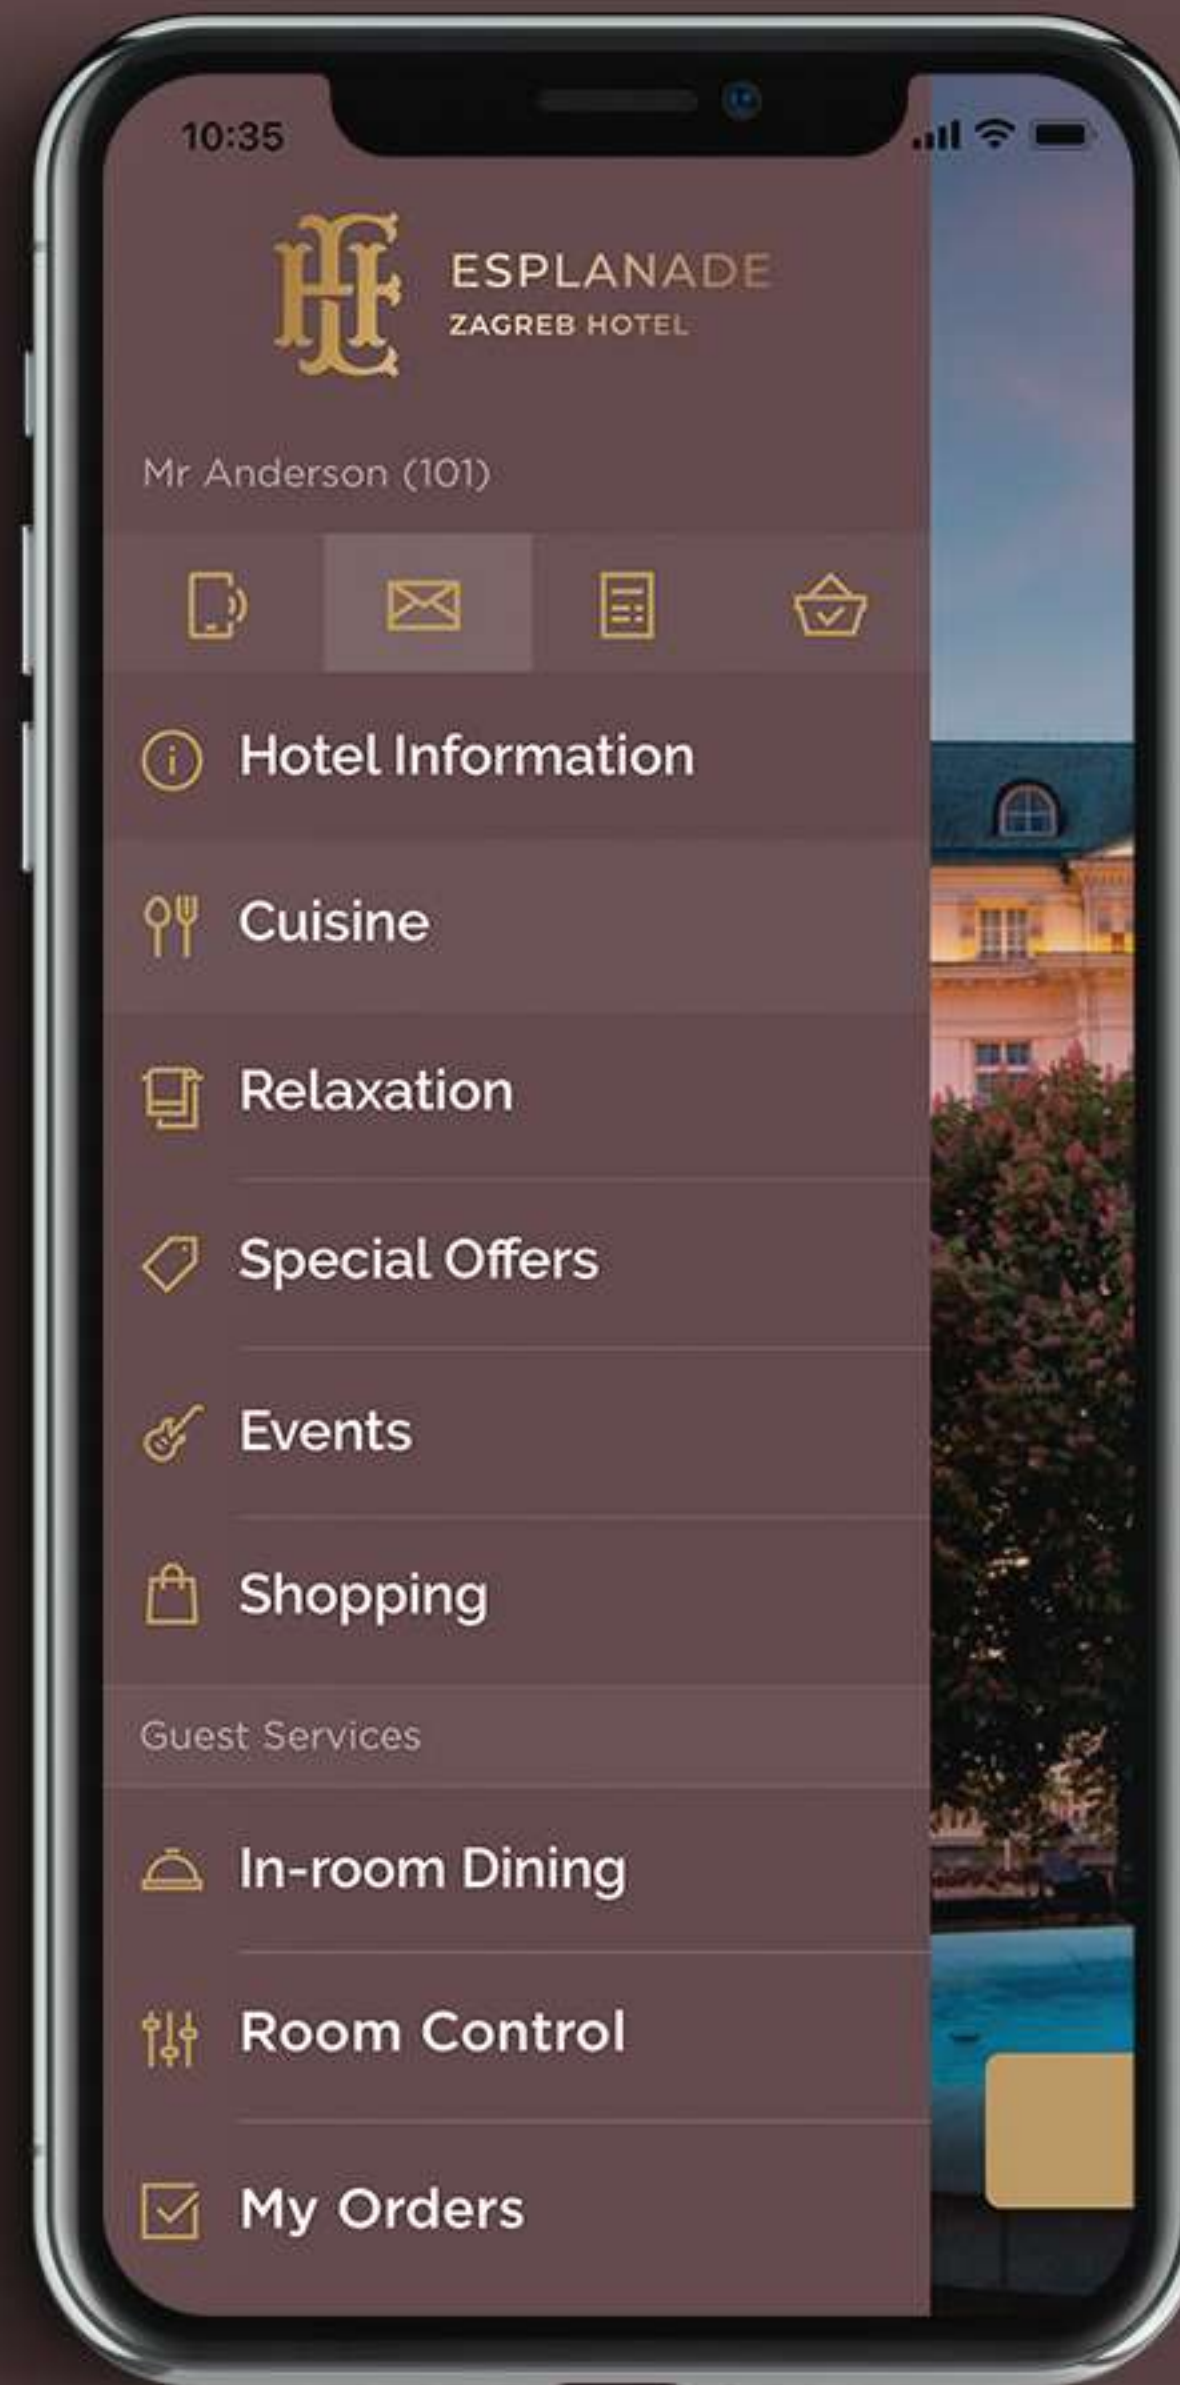 10:35
ESPLANADE
ZAGREB HOTEL
Mr Anderson (101)
Hotel Information
Cuisine
Relaxation
Special Offers
Events
Shopping
Guest Services
In-room Dining
Room Control
My Orders